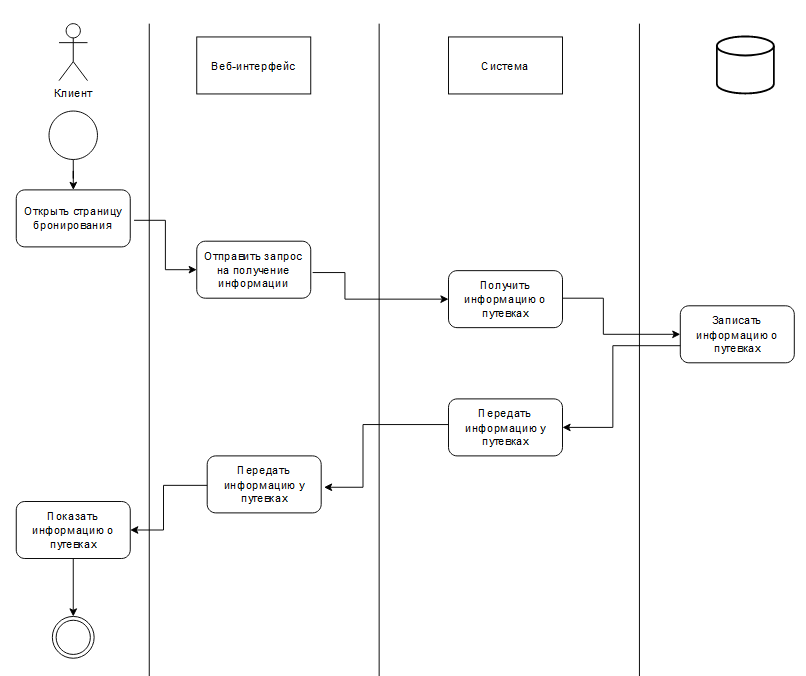 Клиент
Веб-интерфейс
Система
Открыть страницу
бронирования
Отправить запрос
на получение
информации
Получить
информацию о
путевках
Записать
информацию о
путевках
Передать
информацию у
путевках
Передать
информацию у
путевках
Показать
информацию о
путевках